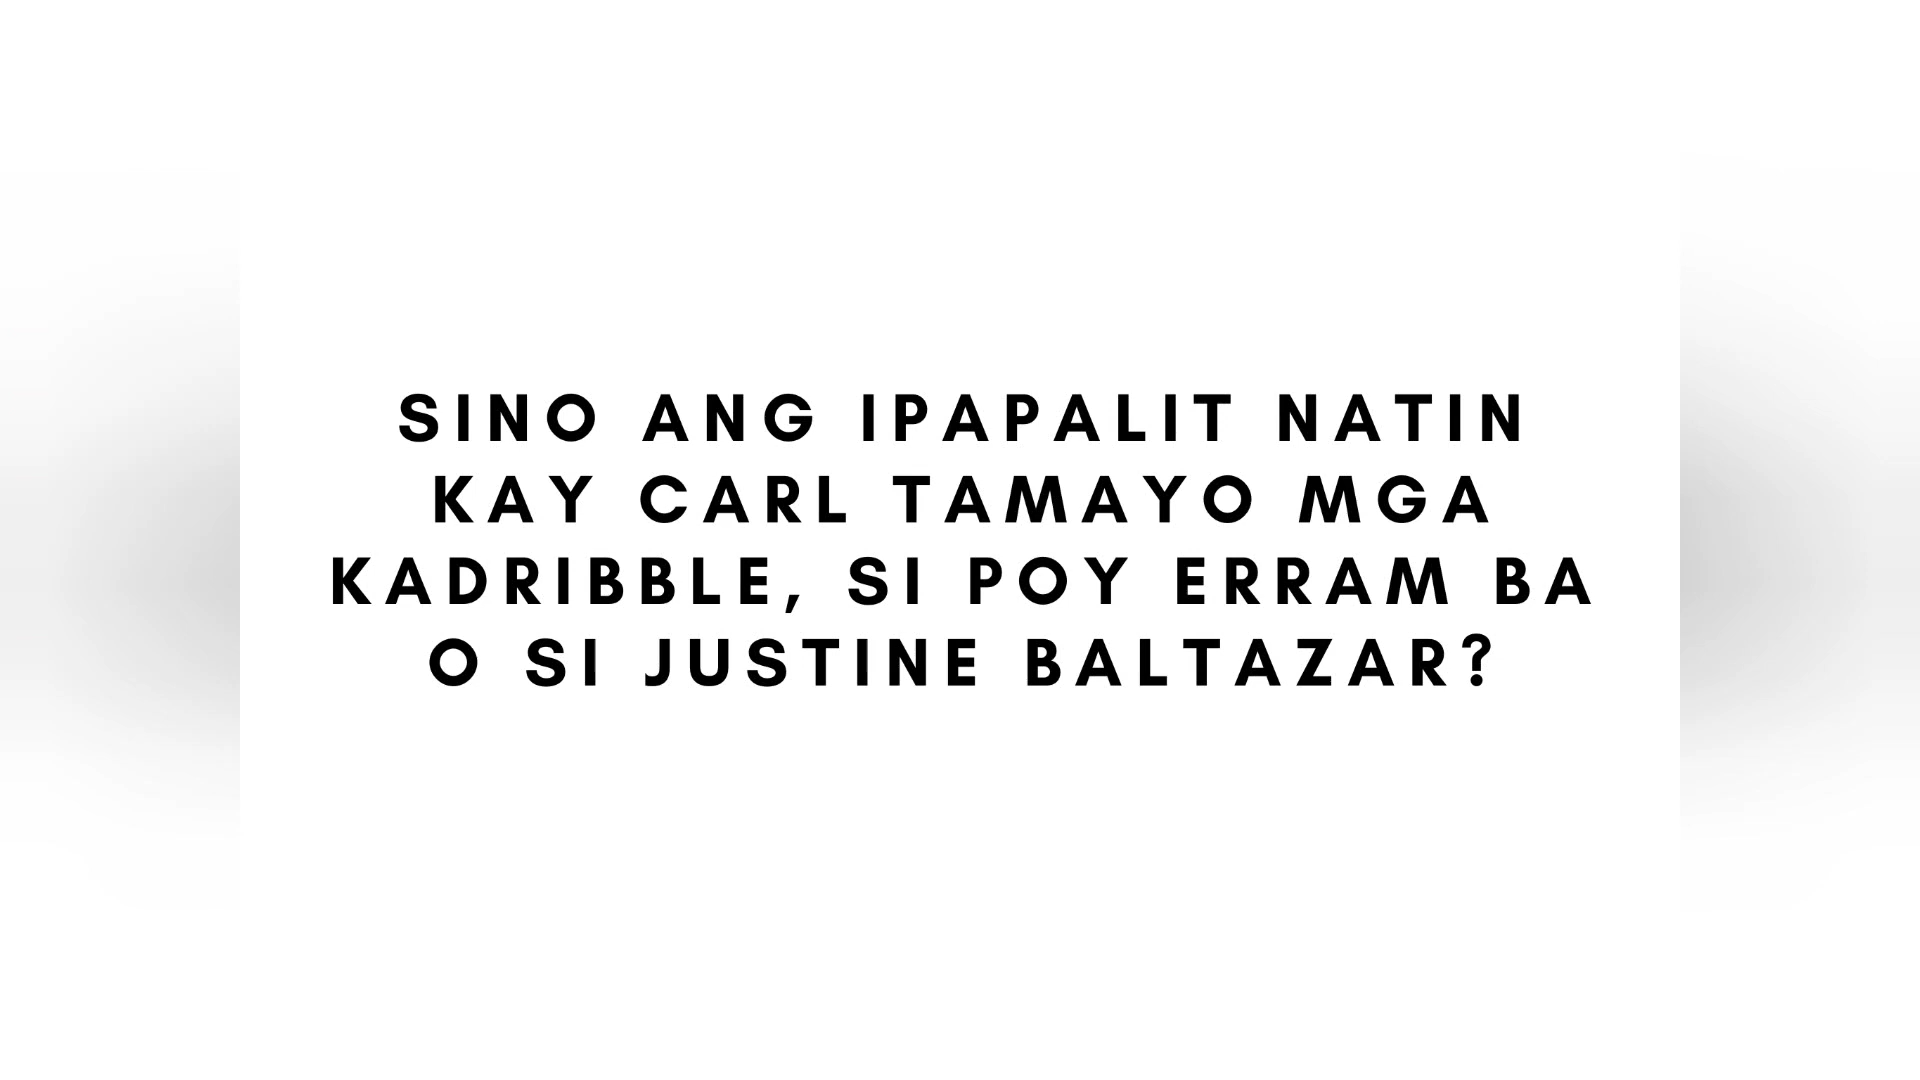 SINO ANG IPAPALIT NATIN
KAY CARL TAMAYO MGA
KADRIBBLE, SI POY ERRAM BA
O SI JUSTINE BALTAZAR?